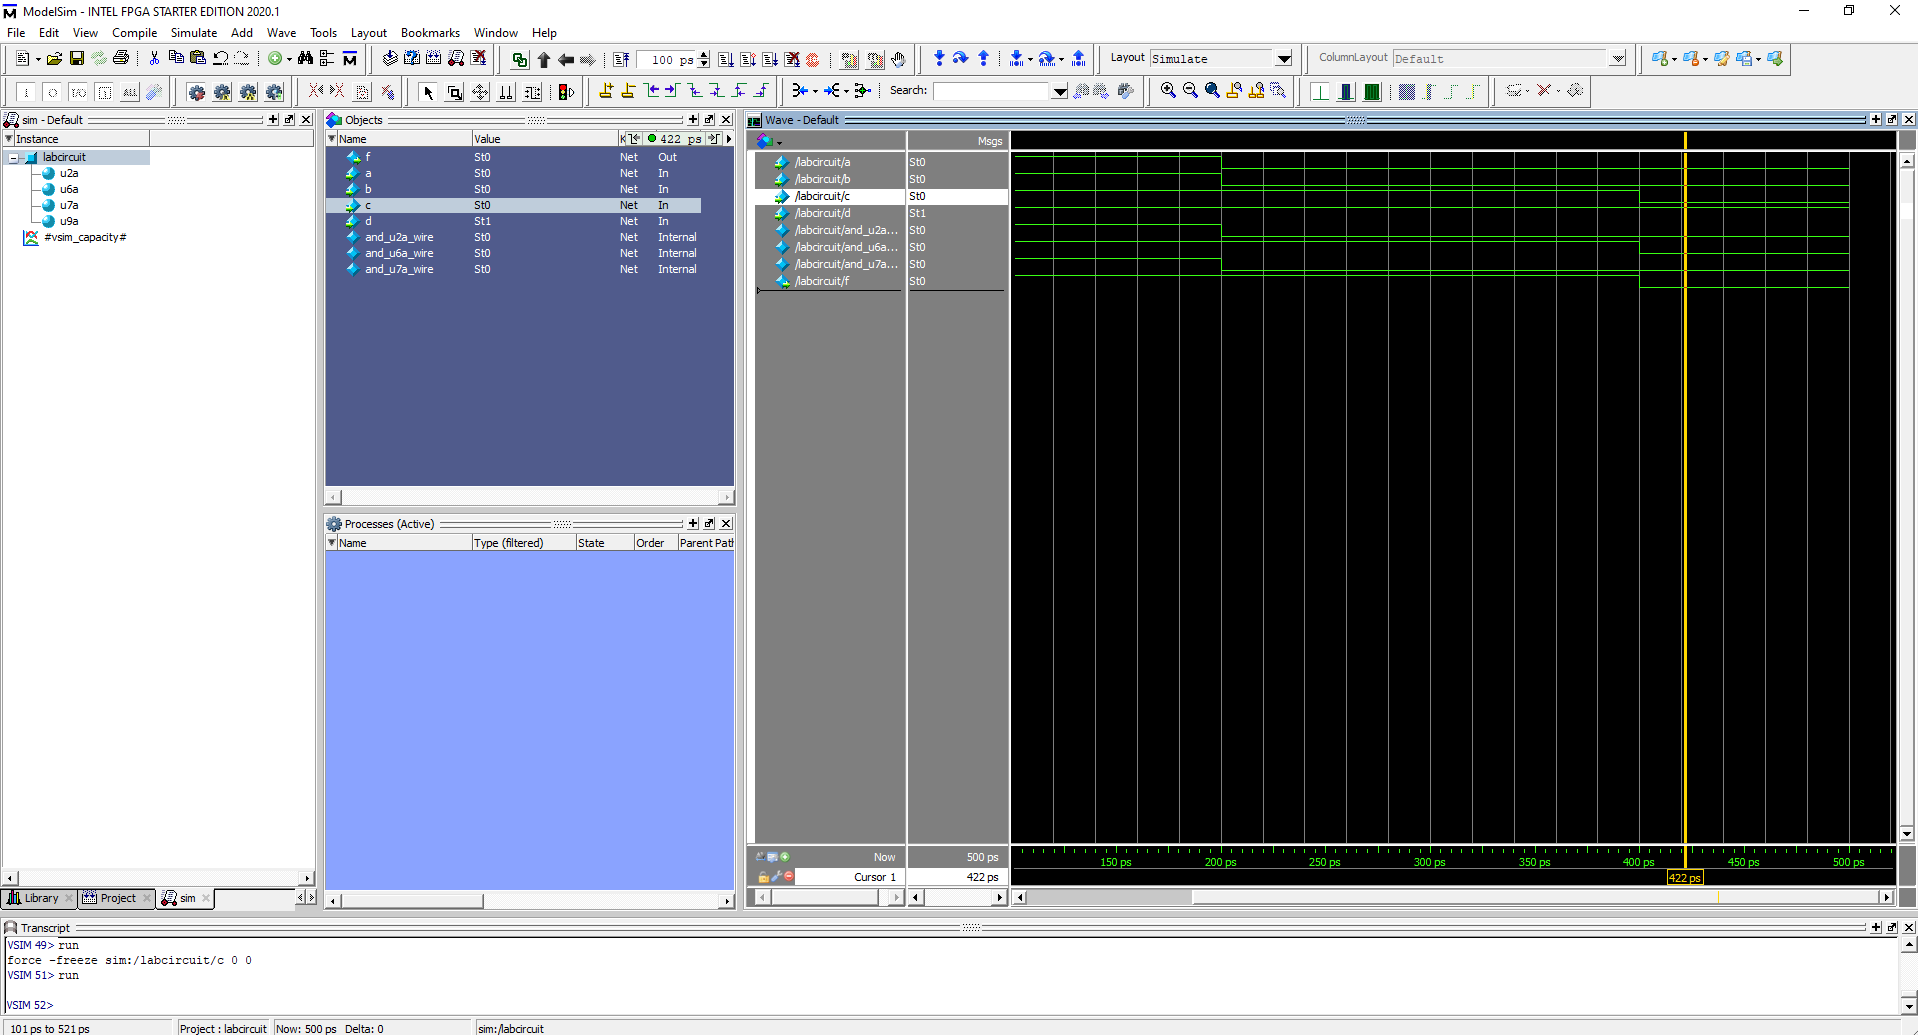 ModelSim - INTEL FPGA STARTER EDITION 2020.1
File Edit View Compile Simulate Add Wave Tools Layout Bookmarks Window Help
100 ps
Layout Simulate
ColumnLayout Default
ALL
Search:
sim - Default
Instance
labcircuit
u2a
u6a
u7a
u9a
#vsim_capacity#
Library
Project
sim
Objects
Name Value K 422 ps
f St0 Net Out
a St0 Net In
b St0 Net In
c St0 Net In
d St1 Net In
and_u2a_wire St0 Net Internal
and_u6a_wire St0 Net Internal
and_u7a_wire St0 Net Internal
Processes (Active)
Name Type (filtered) State Order Parent Path
Wave - Default
Msgs
/labcircuit/a St0
/labcircuit/b St0
/labcircuit/c St0
/labcircuit/d St1
/labcircuit/and_u2a... St0
/labcircuit/and_u6a... St0
/labcircuit/and_u7a... St0
/labcircuit/f St0
Now 500 ps
150 ps 200 ps 250 ps 300 ps 350 ps 400 ps 450 ps 500 ps
Cursor 1 422 ps
422 ps
Transcript
VSIM 49> run
force -freeze sim:/labcircuit/c 0 0
VSIM 51> run
VSIM 52>
101 ps to 521 ps Project : labcircuit Now: 500 ps Delta: 0 sim:/labcircuit